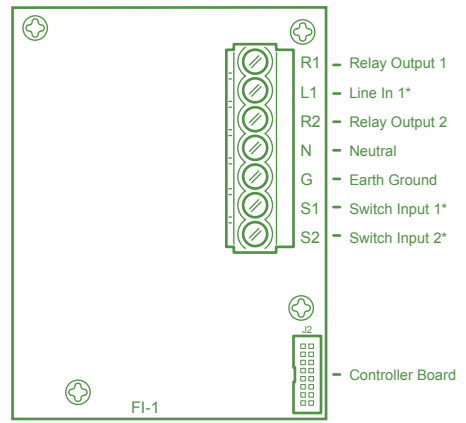 R1 – Relay Output 1
L1 – Line In 1*
R2 – Relay Output 2
N – Neutral
G – Earth Ground
S1 – Switch Input 1*
S2 – Switch Input 2*
J2
– Controller Board
FI-1